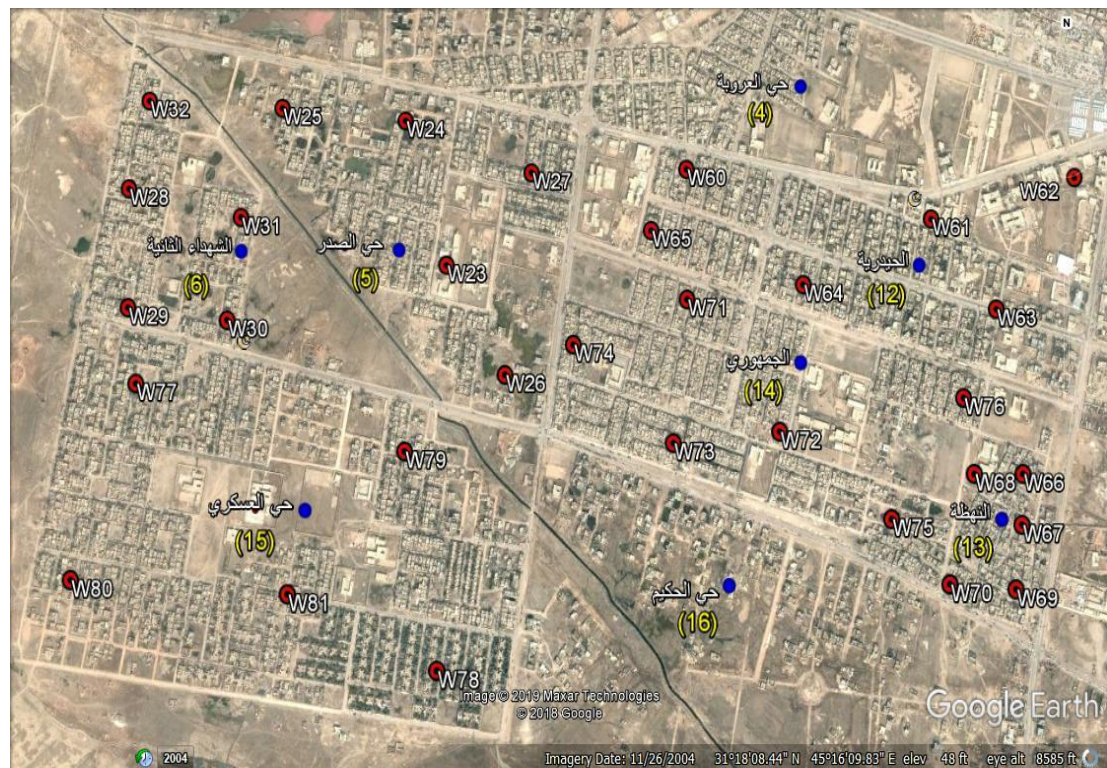 N
حي العروبة
(4)
W32
W25
W24
W27
W60
W62
W28
W31
W65
W61
الشهداء الثانية
(6)
حي الصدر
(5)
W23
الحيدرية
(12)
W64
W29
W30
W71
W63
W74
الجمهوري
(14)
W77
W26
W76
W79
W73
W72
W68
W66
حي العسكري
(15)
W75
النهظة
(13)
W67
W80
W81
حي الحكيم
(16)
W70
W69
W78
Image © 2019 Maxar Technologies
© 2018 Google
Google Earth
2004
Imagery Date: 11/26/2004 31°18'08.44" N 45°16'09.83" E elev 48 ft eye alt 8585 ft